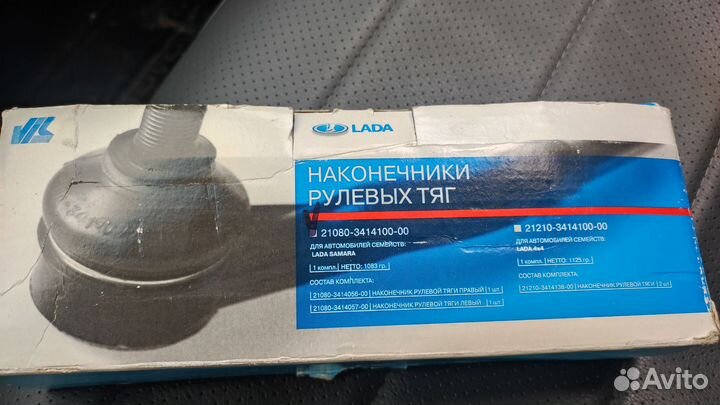 LADA
НАКОНЕЧНИКИ
РУЛЕВЫХ ТЯГ
21080-3414100-00
ДЛЯ АВТОМОБИЛЕЙ СЕМЕЙСТВ:
LADA SAMARA
1 компл. НЕТТО: 1083 гр.
СОСТАВ КОМПЛЕКТА:
21080-3414056-00 НАКОНЕЧНИК РУЛЕВОЙ ТЯГИ ПРАВЫЙ 1 шт.
21080-3414057-00 НАКОНЕЧНИК РУЛЕВОЙ ТЯГИ ЛЕВЫЙ 1 шт.
21210-3414100-00
ДЛЯ АВТОМОБИЛЕЙ СЕМЕЙСТВ:
LADA 4x4
1 компл. НЕТТО: 1125 гр.
СОСТАВ КОМПЛЕКТА:
21210-3414138-00 НАКОНЕЧНИК РУЛЕВОЙ ТЯГИ 2 шт.
Avito